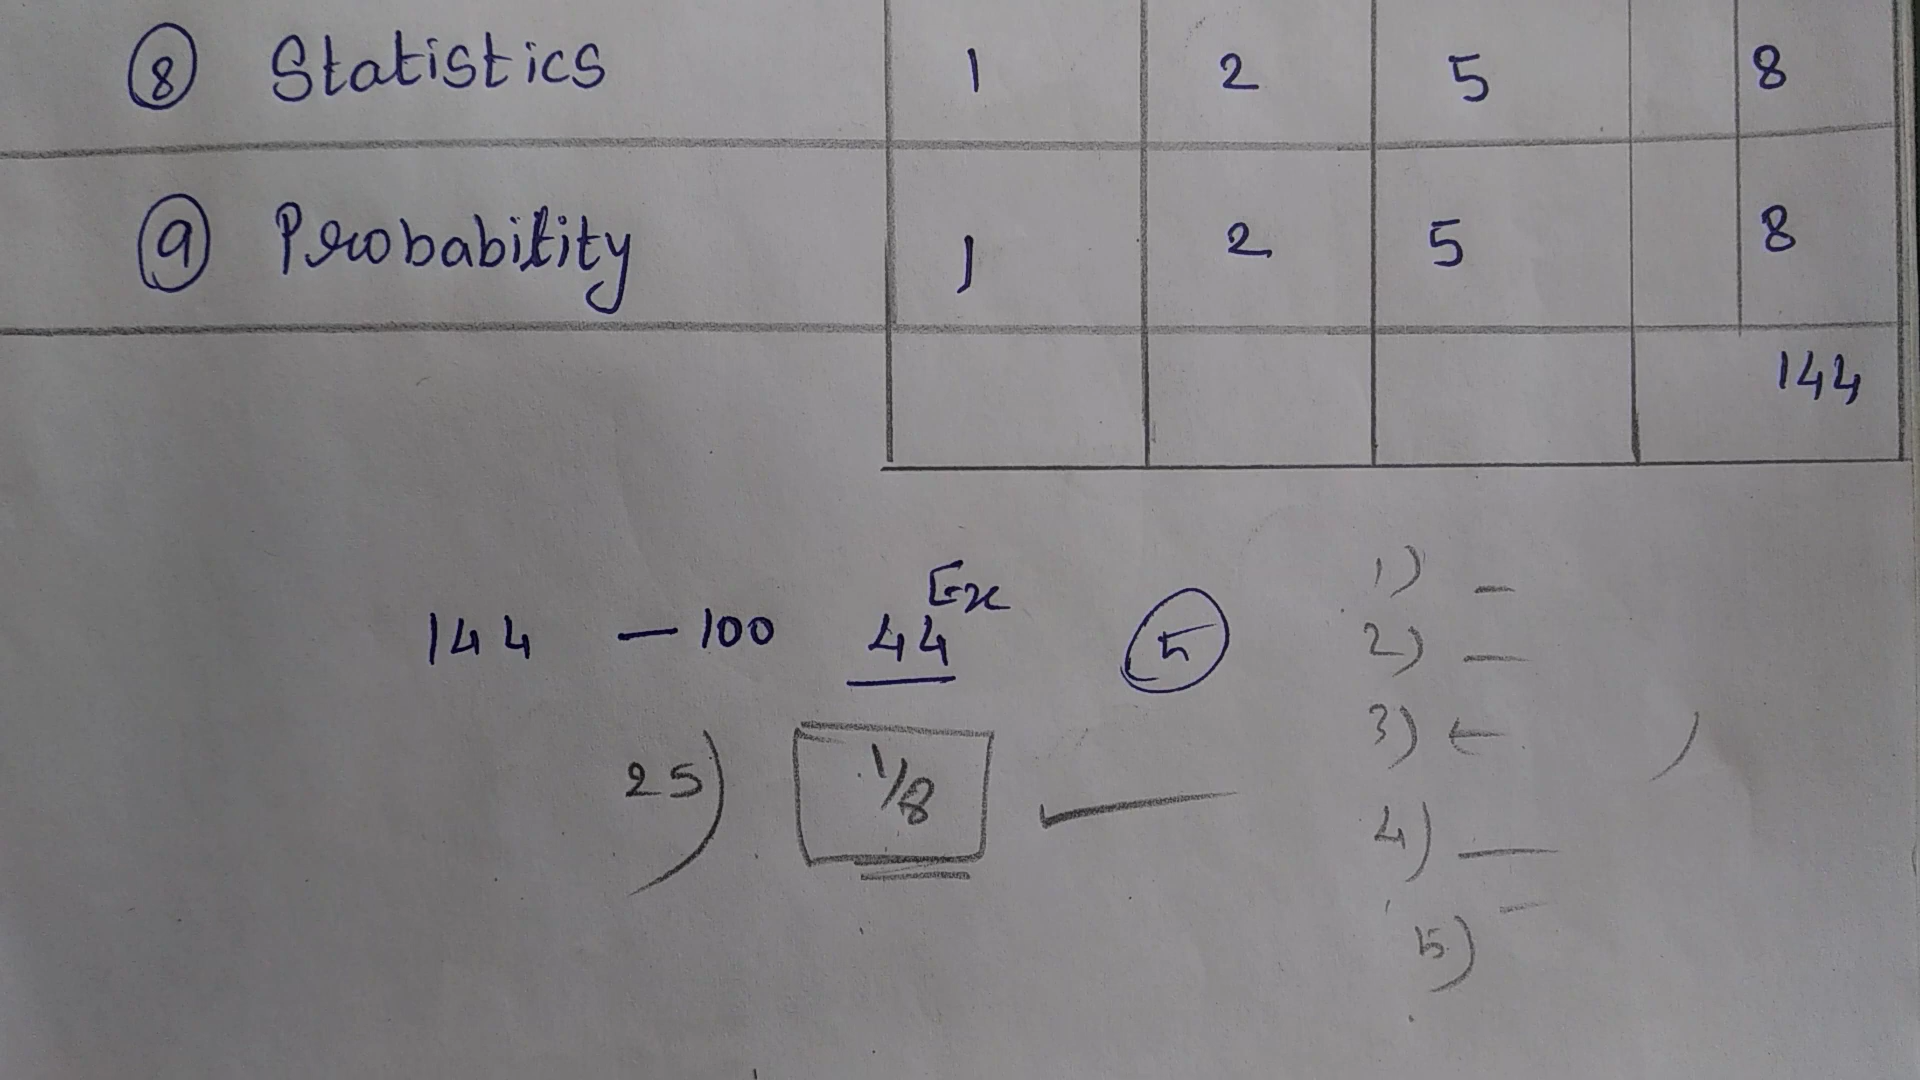 8 Statistics 1 2 5 8
9 Probability 1 2 5 8
144
144 — 100 44 Ex 5
25) 1/8
1) –
2) –
3) –
4) –
5)